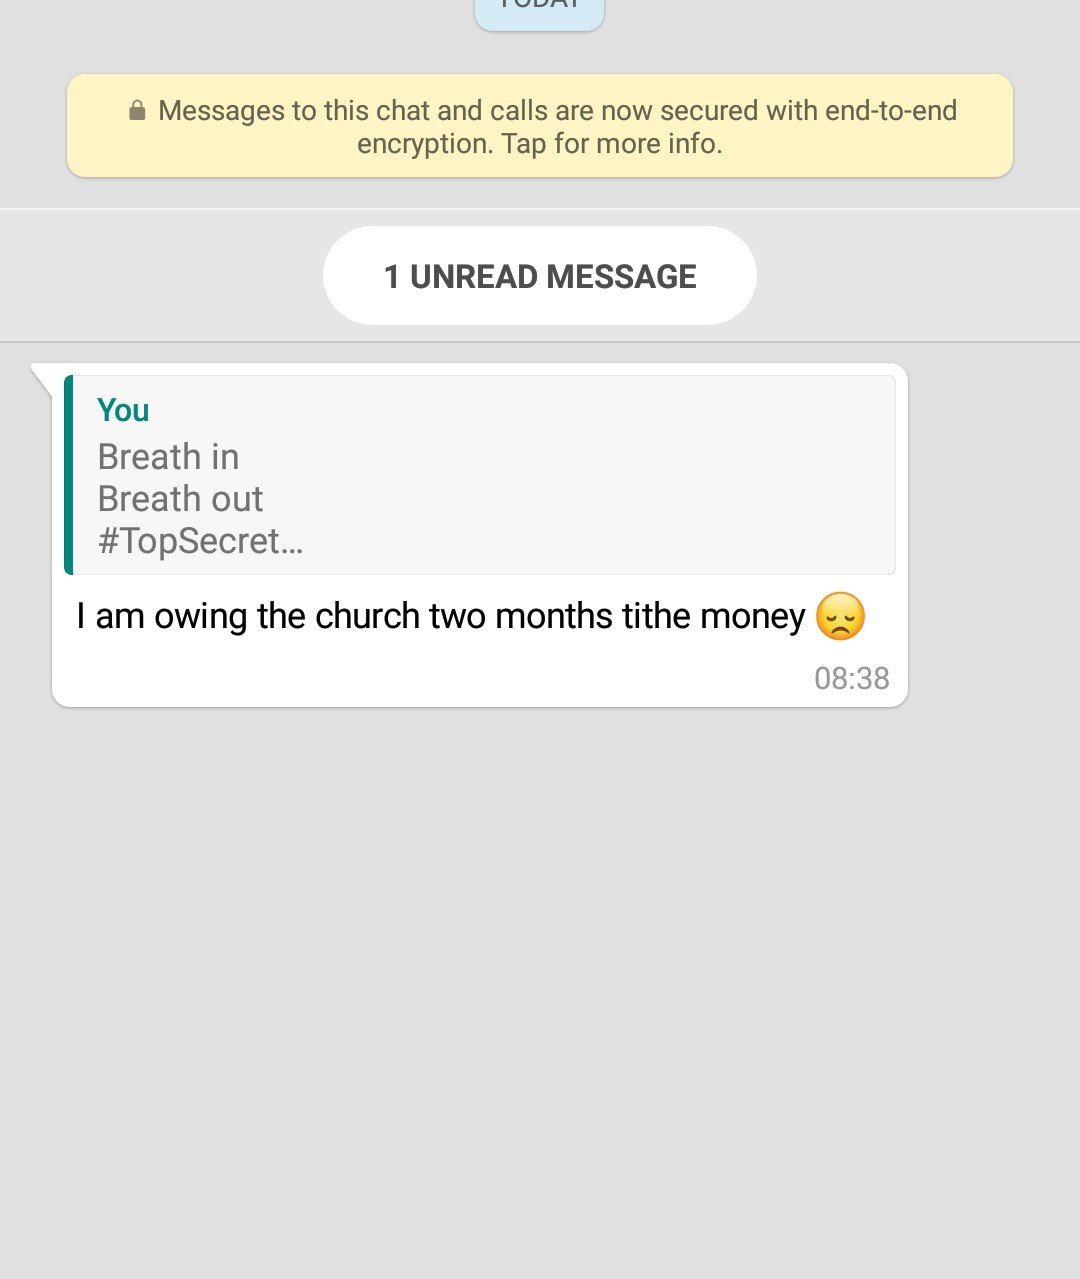 TODAY
Messages to this chat and calls are now secured with end-to-end
encryption. Tap for more info.
1 UNREAD MESSAGE
You
Breath in
Breath out
#TopSecret...
I am owing the church two months tithe money 😞
08:38